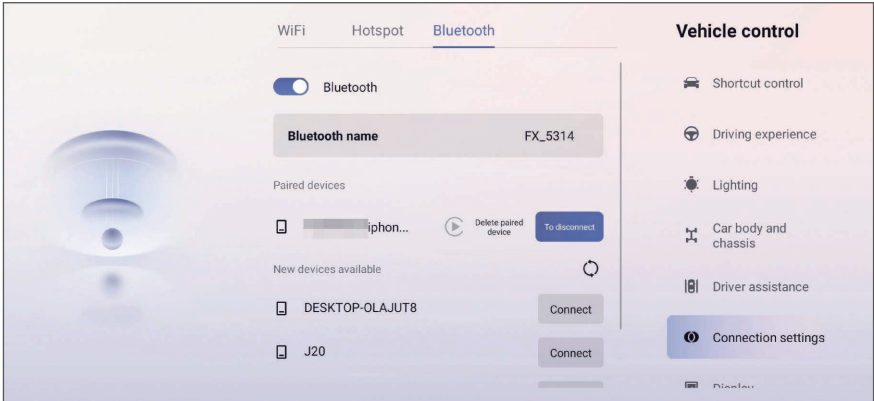 WiFi Hotspot Bluetooth
Bluetooth
Bluetooth name FX_5314
Paired devices
iphon... Delete paired
device To disconnect
New devices available
DESKTOP-OLAJUT8 Connect
J20 Connect
Vehicle control
Shortcut control
Driving experience
Lighting
Car body and
chassis
Driver assistance
Connection settings
Display